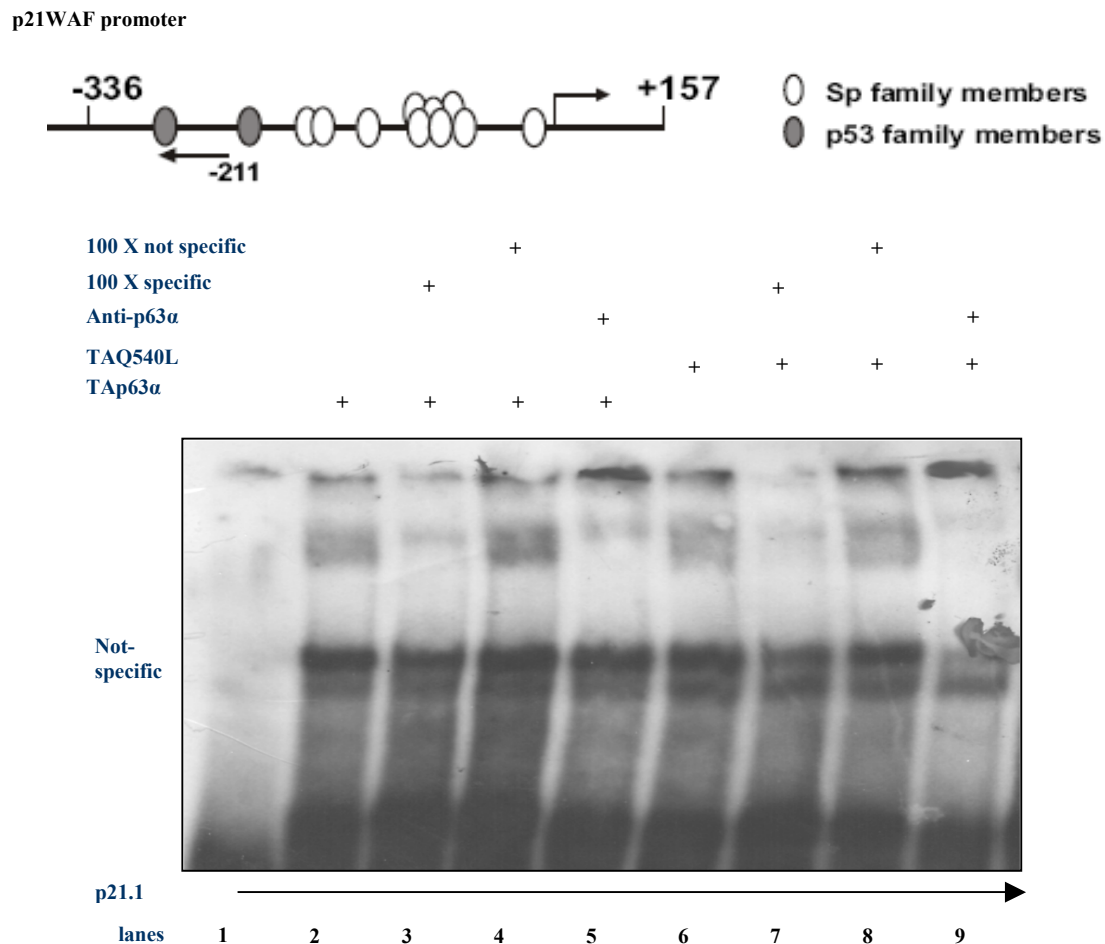 p21WAF promoter
-336
+157
-211
Sp family members
p53 family members
100 X not specific + +
100 X specific + +
Anti-p63α + +
TAQ540L + + + +
TAp63α + + + +
Not-
specific
p21.1
lanes 1 2 3 4 5 6 7 8 9